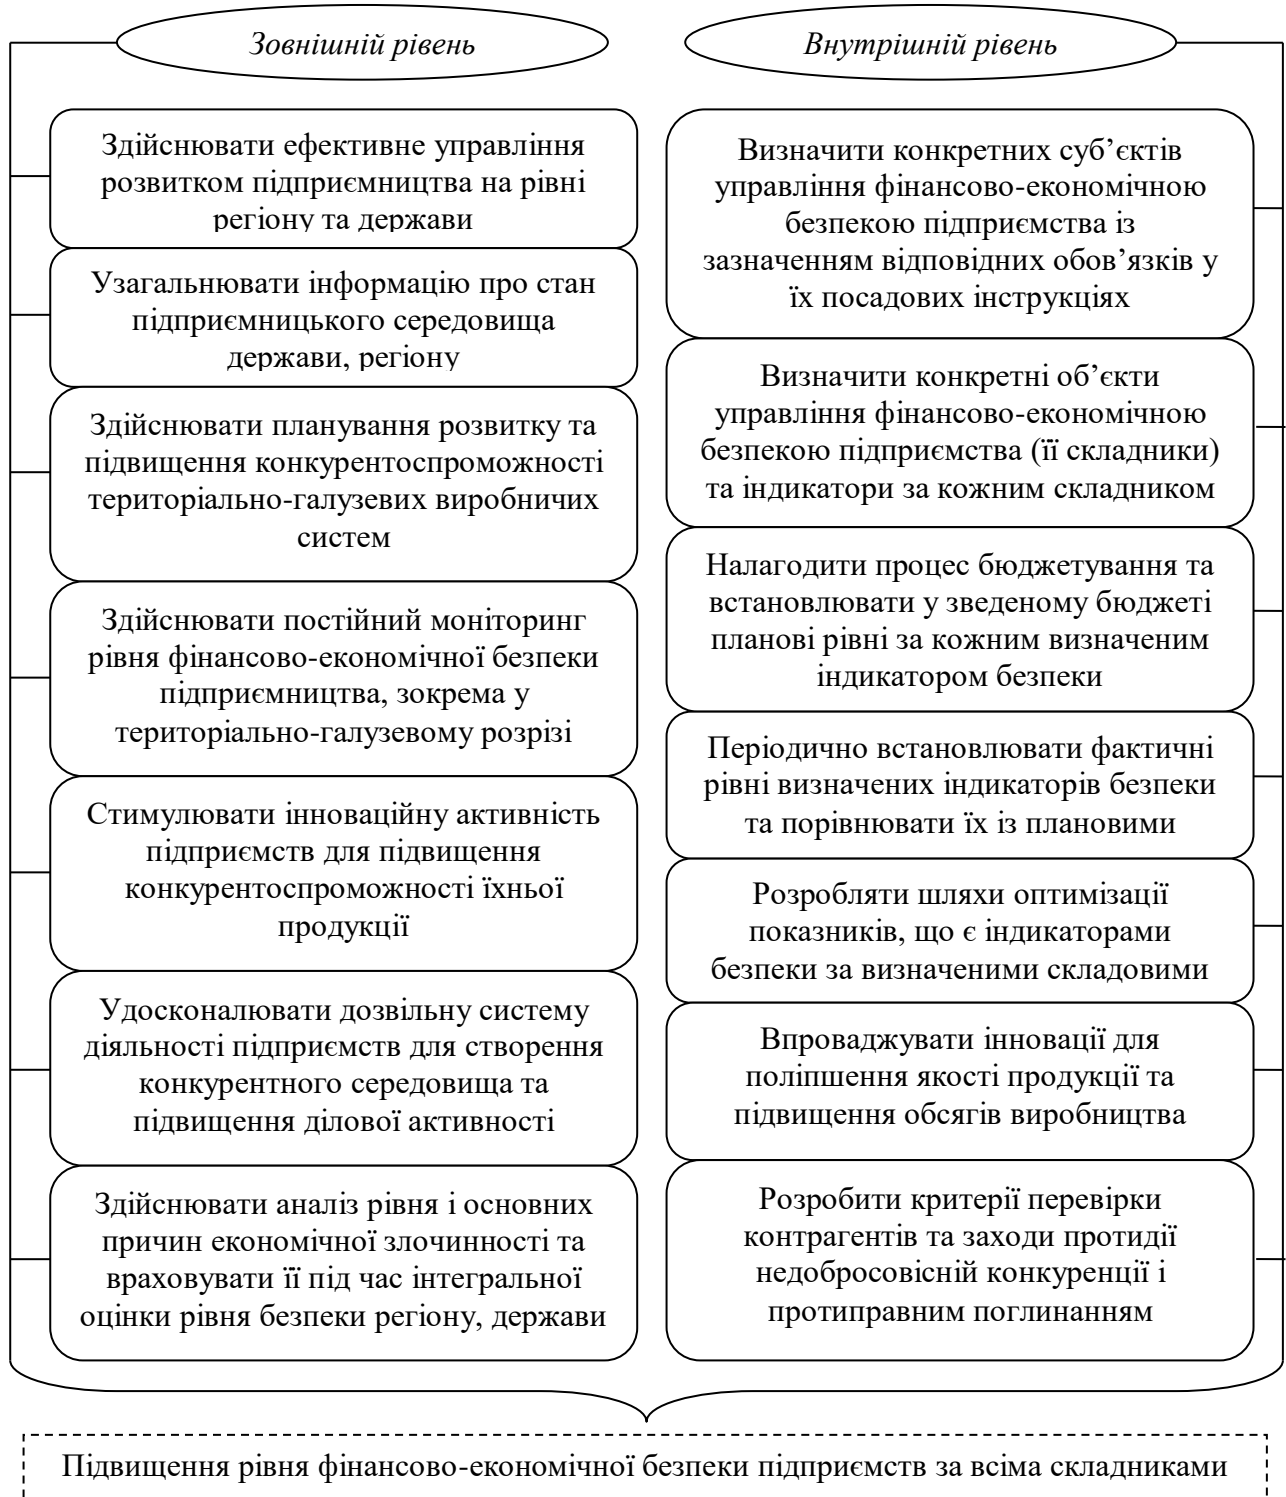 Зовнішній рівень
Здійснювати ефективне управління
розвитком підприємництва на рівні
регіону та держави
Узагальнювати інформацію про стан
підприємницького середовища
держави, регіону
Здійснювати планування розвитку та
підвищення конкурентоспроможності
територіально-галузевих виробничих
систем
Здійснювати постійний моніторинг
рівня фінансово-економічної безпеки
підприємництва, зокрема у
територіально-галузевому розрізі
Стимулювати інноваційну активність
підприємств для підвищення
конкурентоспроможності їхньої
продукції
Удосконалювати дозвільну систему
діяльності підприємств для створення
конкурентного середовища та
підвищення ділової активності
Здійснювати аналіз рівня і основних
причин економічної злочинності та
враховувати її під час інтегральної
оцінки рівня безпеки регіону, держави
Внутрішній рівень
Визначити конкретних суб’єктів
управління фінансово-економічною
безпекою підприємства із
зазначенням відповідних обов’язків у
їх посадових інструкціях
Визначити конкретні об’єкти
управління фінансово-економічною
безпекою підприємства (її складники)
та індикатори за кожним складником
Налагодити процес бюджетування та
встановлювати у зведеному бюджеті
планові рівні за кожним визначеним
індикатором безпеки
Періодично встановлювати фактичні
рівні визначених індикаторів безпеки
та порівнювати їх із плановими
Розробляти шляхи оптимізації
показників, що є індикаторами
безпеки за визначеними складовими
Впроваджувати інновації для
поліпшення якості продукції та
підвищення обсягів виробництва
Розробити критерії перевірки
контрагентів та заходи протидії
недобросовісній конкуренції і
протиправним поглинанням
Підвищення рівня фінансово-економічної безпеки підприємств за всіма складниками